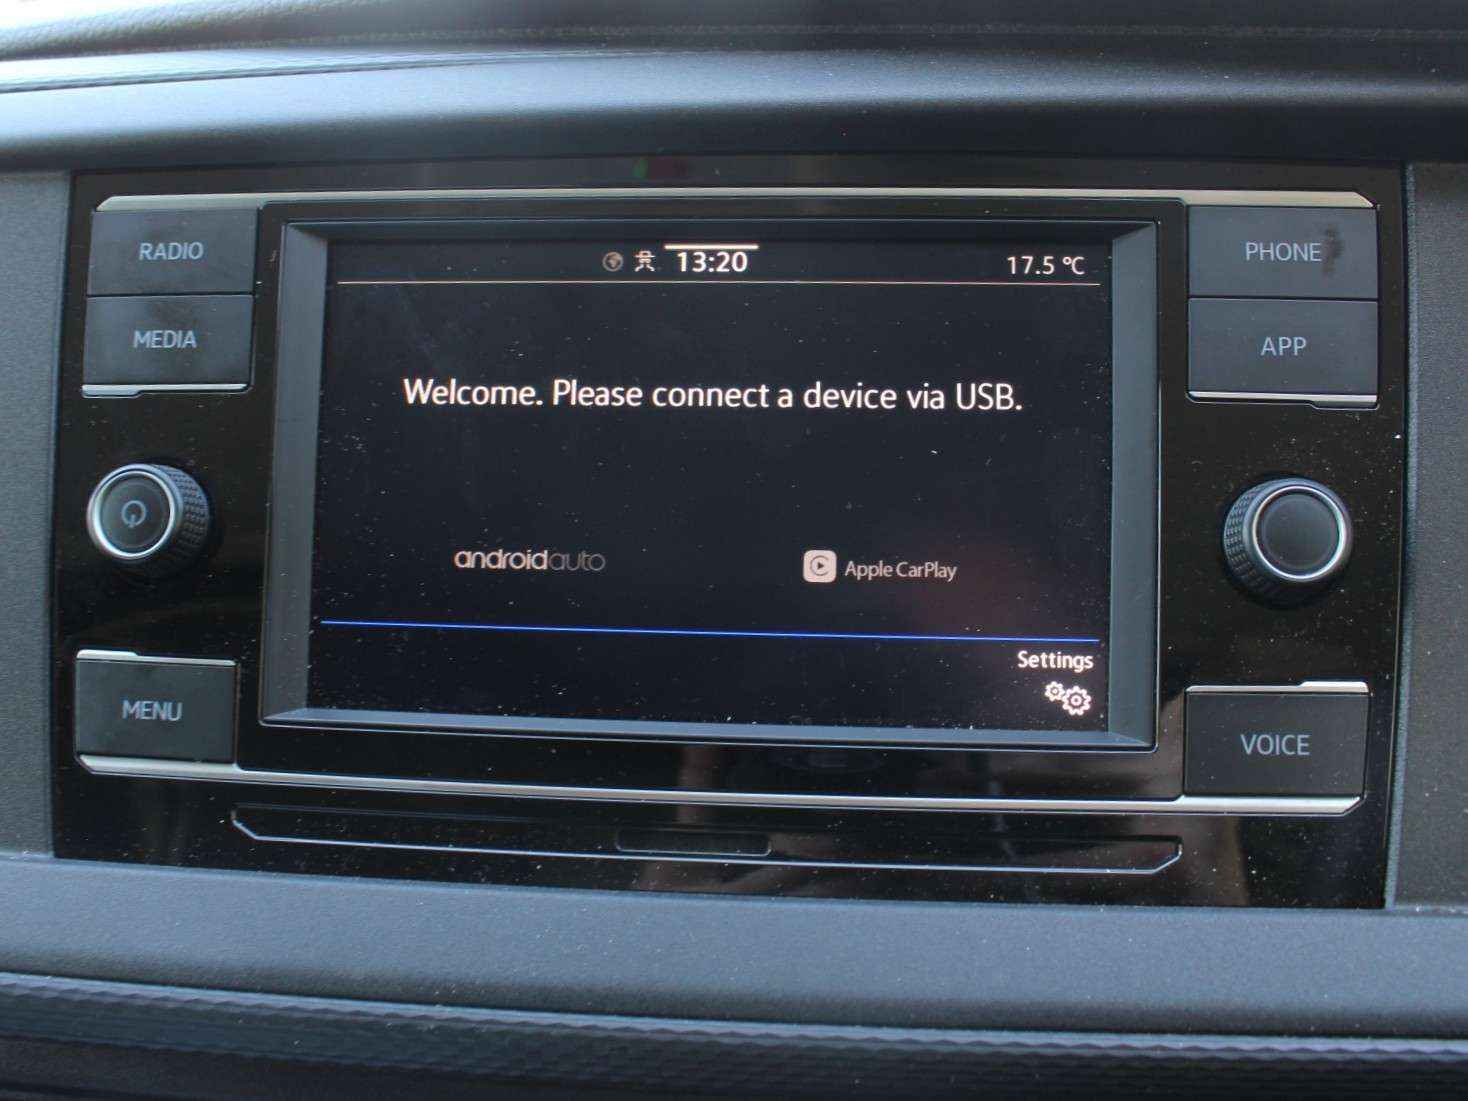 RADIO
MEDIA
MENU
13:20
17.5 °C
Welcome. Please connect a device via USB.
androidauto
Apple CarPlay
Settings
PHONE
APP
VOICE